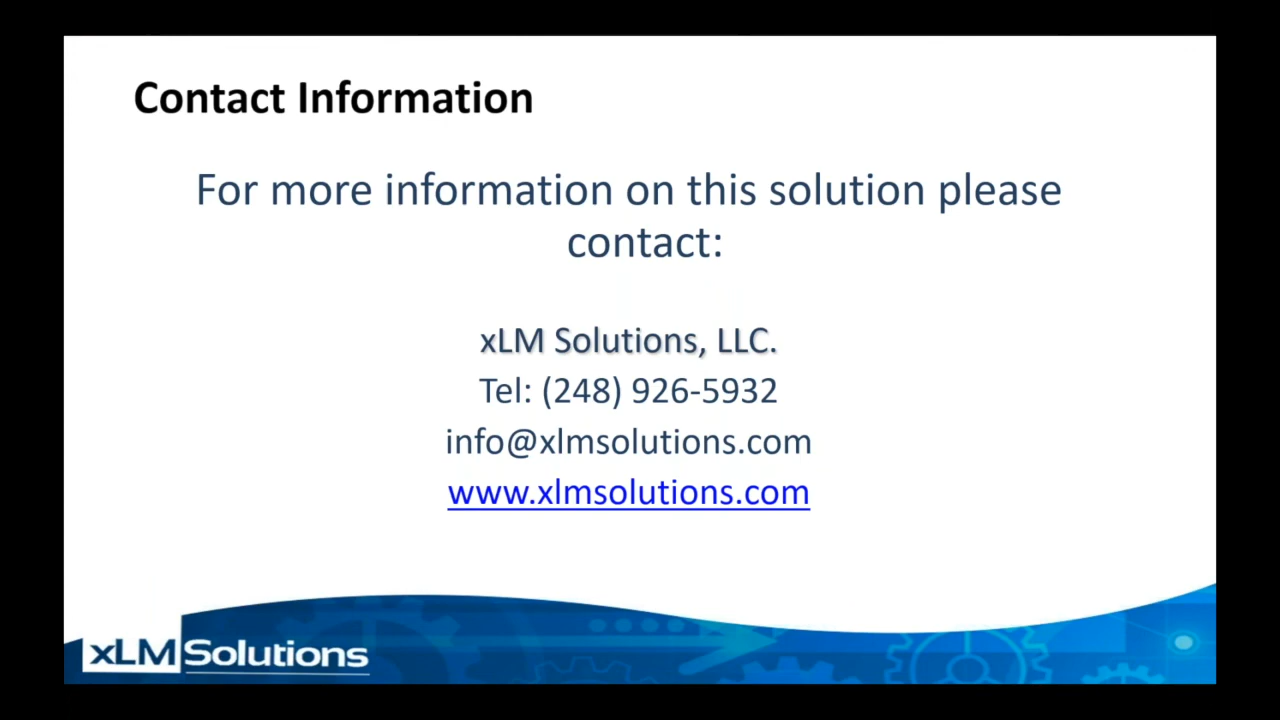 Contact Information
For more information on this solution please
contact:
xLM Solutions, LLC.
Tel: (248) 926-5932
info@xlmsolutions.com
www.xlmsolutions.com
xLM Solutions